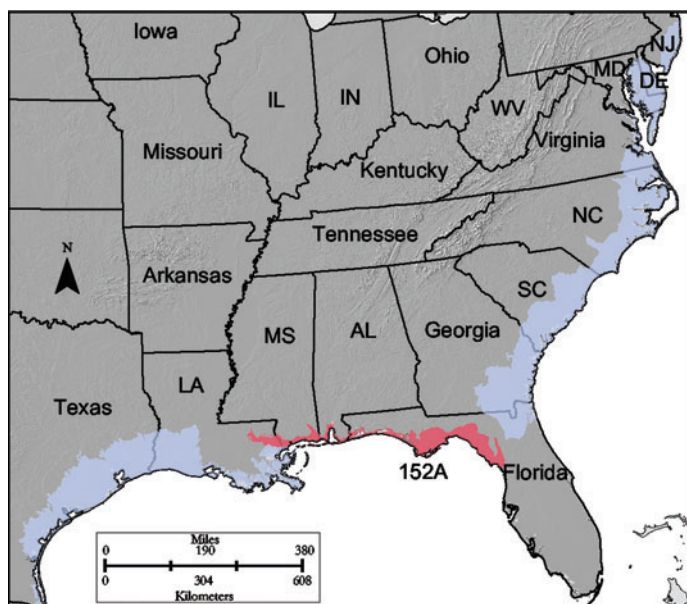 Iowa
NJ
Ohio
MD
IL
IN
DE
WV
Missouri
Virginia
Kentucky
NC
Tennessee
N
Arkansas
SC
MS
AL
Georgia
LA
Texas
152A
Florida
Miles
0 190 380
0 304 608
Kilometers